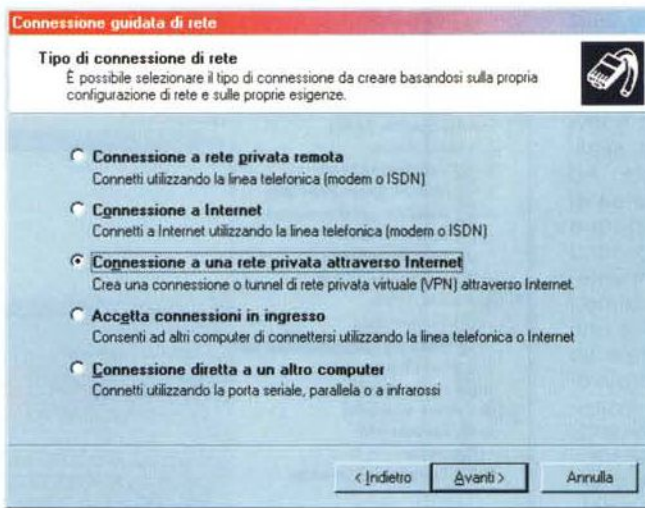 Connessione guidata di rete
Tipo di connessione di rete
È possibile selezionare il tipo di connessione da creare basandosi sulla propria
configurazione di rete e sulle proprie esigenze.
Connessione a rete privata remota
Connetti utilizzando la linea telefonica (modem o ISDN)
Connessione a Internet
Connetti a Internet utilizzando la linea telefonica (modem o ISDN)
Connessione a una rete privata attraverso Internet
Crea una connessione o tunnel di rete privata virtuale (VPN) attraverso Internet.
Accetta connessioni in ingresso
Consenti ad altri computer di connettersi utilizzando la linea telefonica o Internet
Connessione diretta a un altro computer
Connetti utilizzando la porta seriale, parallela o a infrarossi
< Indietro Avanti > Annulla